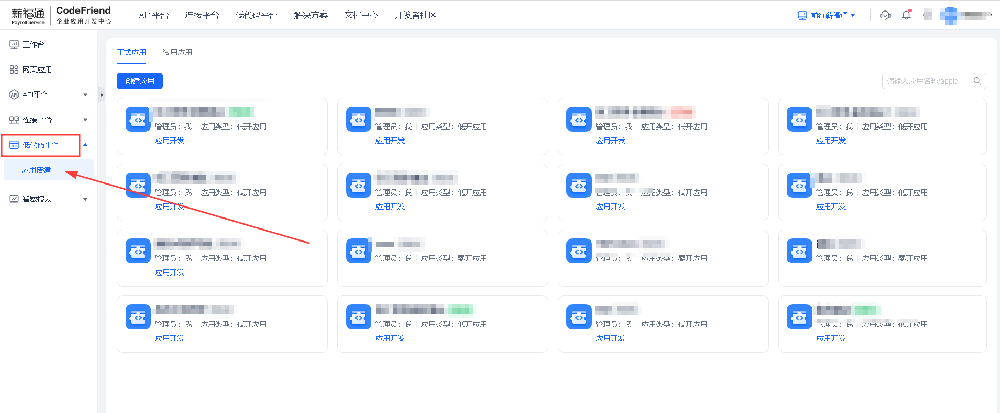 薪福通
Payroll Service
CodeFriend
企业应用开发中心
API平台
连接平台
低代码平台
解决方案
文档中心
开发者社区
前往薪福通
工作台
网页应用
API平台
连接平台
低代码平台
应用搭建
智数报表
正式应用
试用应用
创建应用
请输入应用名称/appId
管理员：我 应用类型：低开应用
应用开发
管理员：我 应用类型：低开应用
应用开发
管理员：我 应用类型：低开应用
应用开发
管理员：我 应用类型：低开应用
应用开发
管理员：我 应用类型：低开应用
应用开发
管理员：我 应用类型：低开应用
应用开发
管理员：我 应用类型：低开应用
应用开发
管理员：我 应用类型：低开应用
应用开发
管理员：我 应用类型：低开应用
应用开发
管理员：我 应用类型：零开应用
管理员：我 应用类型：零开应用
管理员：我 应用类型：零开应用
管理员：我 应用类型：低开应用
应用开发
管理员：我 应用类型：低开应用
应用开发
管理员：我 应用类型：低开应用
应用开发
管理员：我 应用类型：低开应用
应用开发